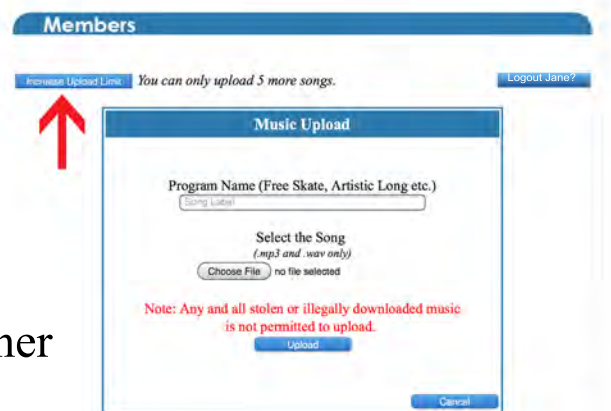 Members
Increase Upload Limit You can only upload 5 more songs. Logout Jane?
Music Upload
Program Name (Free Skate, Artistic Long etc.)
Song Label
Select the Song
(.mp3 and .wav only)
Choose File no file selected
Note: Any and all stolen or illegally downloaded music
is not permitted to upload.
her
Upload
Cancel